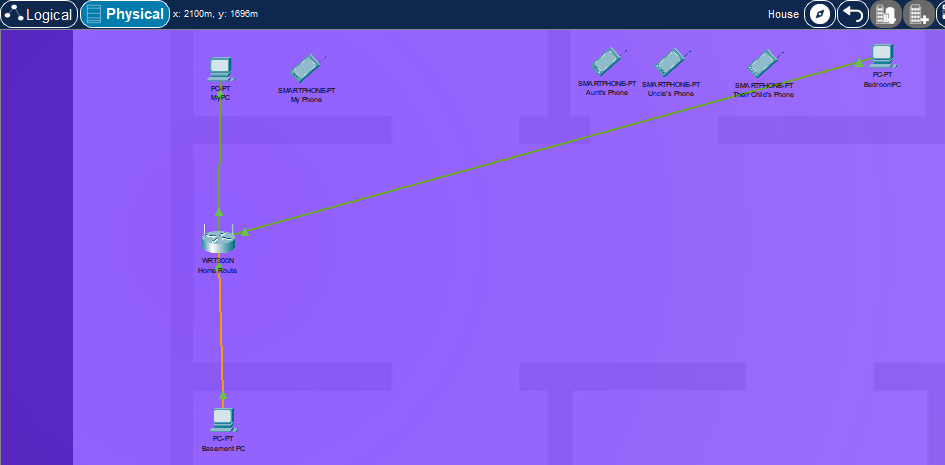 Logical
Physical
x: 2100m, y: 1696m
House
PC-PT
MyPC
SMARTPHONE-PT
My Phone
SMARTPHONE-PT
Aunt's Phone
SMARTPHONE-PT
Uncle's Phone
SMARTPHONE-PT
Their Child's Phone
PC-PT
BedroomPC
WRT300N
Home Route
PC-PT
Basement PC